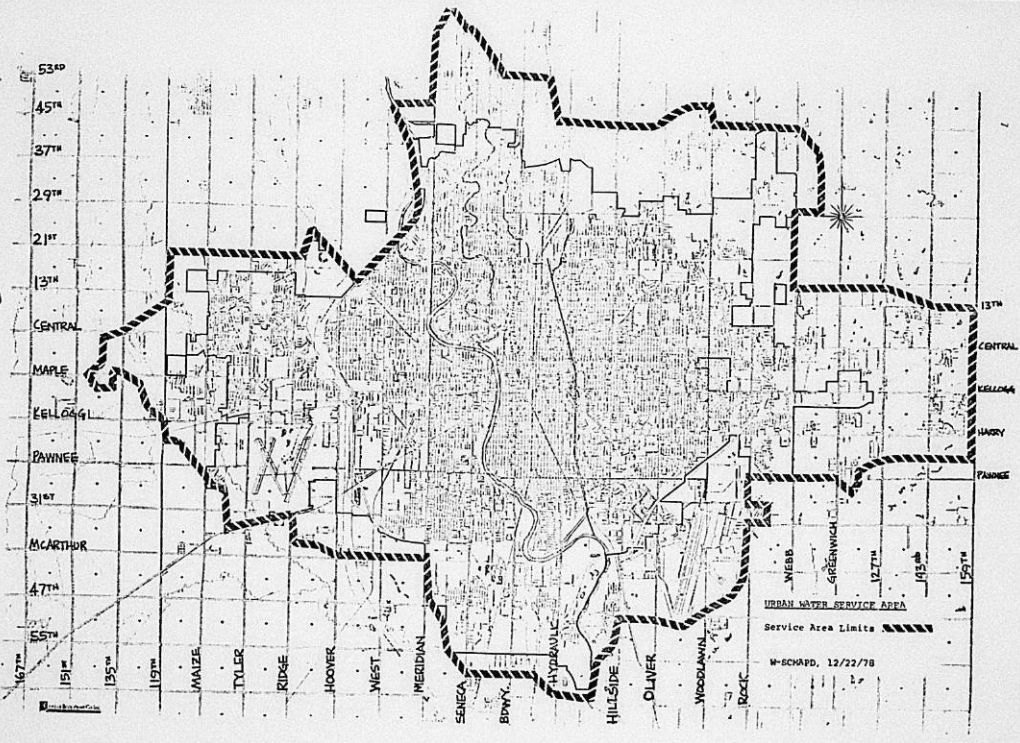 53RD
45TH
37TH
29TH
21ST
13TH
CENTRAL
MAPLE
KELLOGG
PAWNEE
31ST
MCARTHUR
47TH
55TH
167TH
151ST
135TH
119TH
MAIZE
TYLER
RIDGE
HOOVER
WEST
MERIDIAN
SENECA
BDWY.
HYDRAULIC
HILLSIDE
OLIVER
WOODLAWN
ROCK
WEBB
GREENWICH
127TH
143RD
159TH
13TH
CENTRAL
KELLOGG
HARRY
PAWNEE
URBAN WATER SERVICE AREA
Service Area Limits
W-SCHAPD, 12/22/78